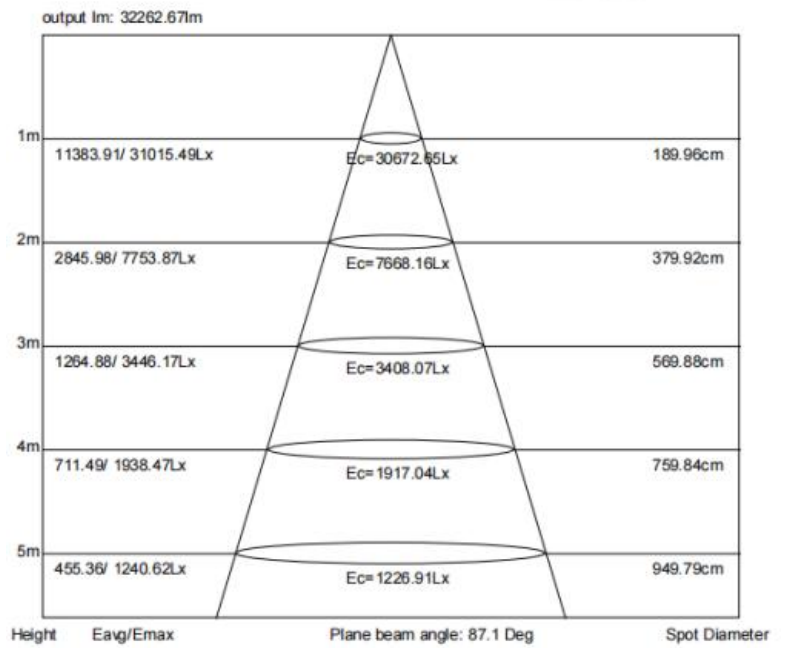 output lm: 32262.67lm
1m
11383.91/ 31015.49Lx
Ec=30672.65Lx
189.96cm
2m
2845.98/ 7753.87Lx
Ec=7668.16Lx
379.92cm
3m
1264.88/ 3446.17Lx
Ec=3408.07Lx
569.88cm
4m
711.49/ 1938.47Lx
Ec=1917.04Lx
759.84cm
5m
455.36/ 1240.62Lx
Ec=1226.91Lx
949.79cm
Height Eavg/Emax Plane beam angle: 87.1 Deg Spot Diameter